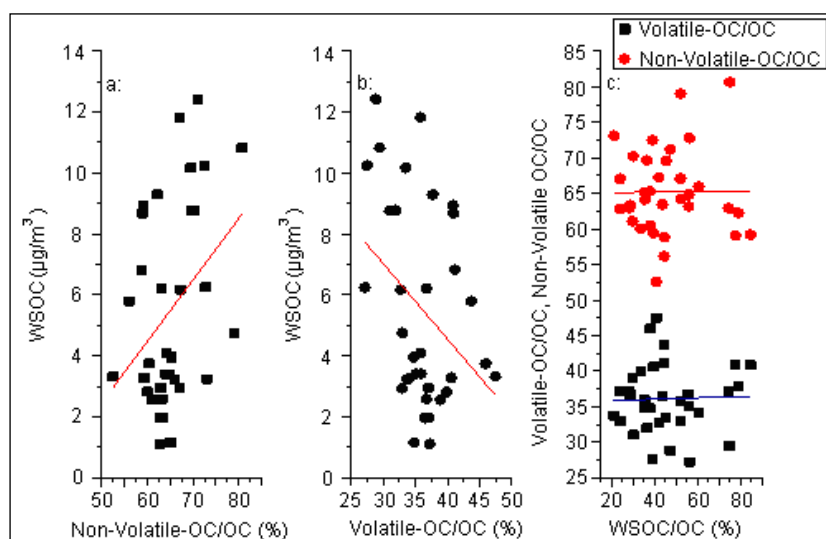 Volatile-OC/OC
Non-Volatile-OC/OC
a:
b:
c:
WSOC (µg/m³)
14
12
10
8
6
4
2
0
50 60 70 80
Non-Volatile-OC/OC (%)
WSOC (µg/m³)
14
12
10
8
6
4
2
0
25 30 35 40 45 50
Volatile-OC/OC (%)
Volatile-OC/OC, Non-Volatile OC/OC
85
80
75
70
65
60
55
50
45
40
35
30
25
20 40 60 80
WSOC/OC (%)